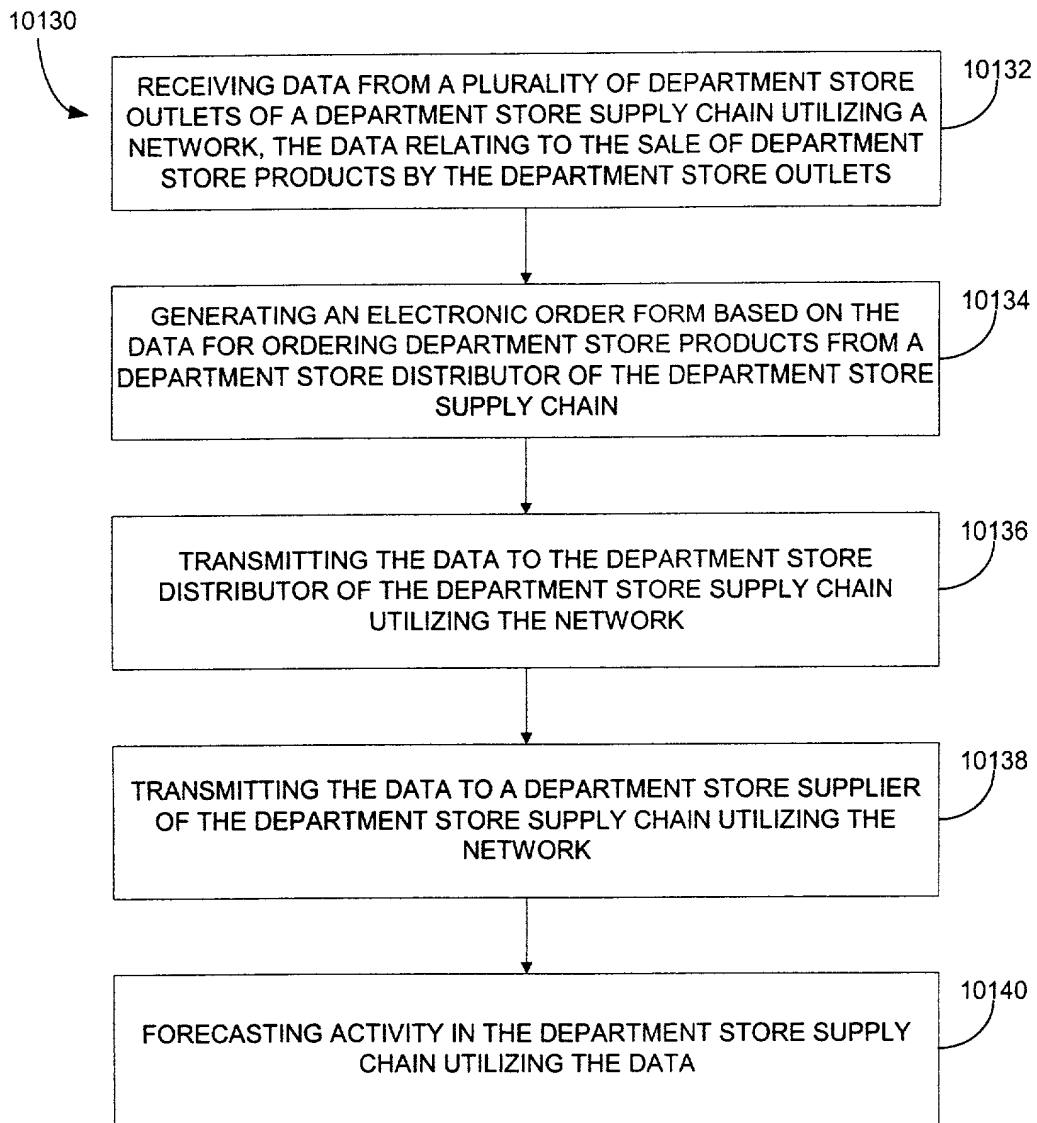 10130
10132
RECEIVING DATA FROM A PLURALITY OF DEPARTMENT STORE
OUTLETS OF A DEPARTMENT STORE SUPPLY CHAIN UTILIZING A
NETWORK, THE DATA RELATING TO THE SALE OF DEPARTMENT
STORE PRODUCTS BY THE DEPARTMENT STORE OUTLETS
10134
GENERATING AN ELECTRONIC ORDER FORM BASED ON THE
DATA FOR ORDERING DEPARTMENT STORE PRODUCTS FROM A
DEPARTMENT STORE DISTRIBUTOR OF THE DEPARTMENT STORE
SUPPLY CHAIN
10136
TRANSMITTING THE DATA TO THE DEPARTMENT STORE
DISTRIBUTOR OF THE DEPARTMENT STORE SUPPLY CHAIN
UTILIZING THE NETWORK
10138
TRANSMITTING THE DATA TO A DEPARTMENT STORE SUPPLIER
OF THE DEPARTMENT STORE SUPPLY CHAIN UTILIZING THE
NETWORK
10140
FORECASTING ACTIVITY IN THE DEPARTMENT STORE SUPPLY
CHAIN UTILIZING THE DATA